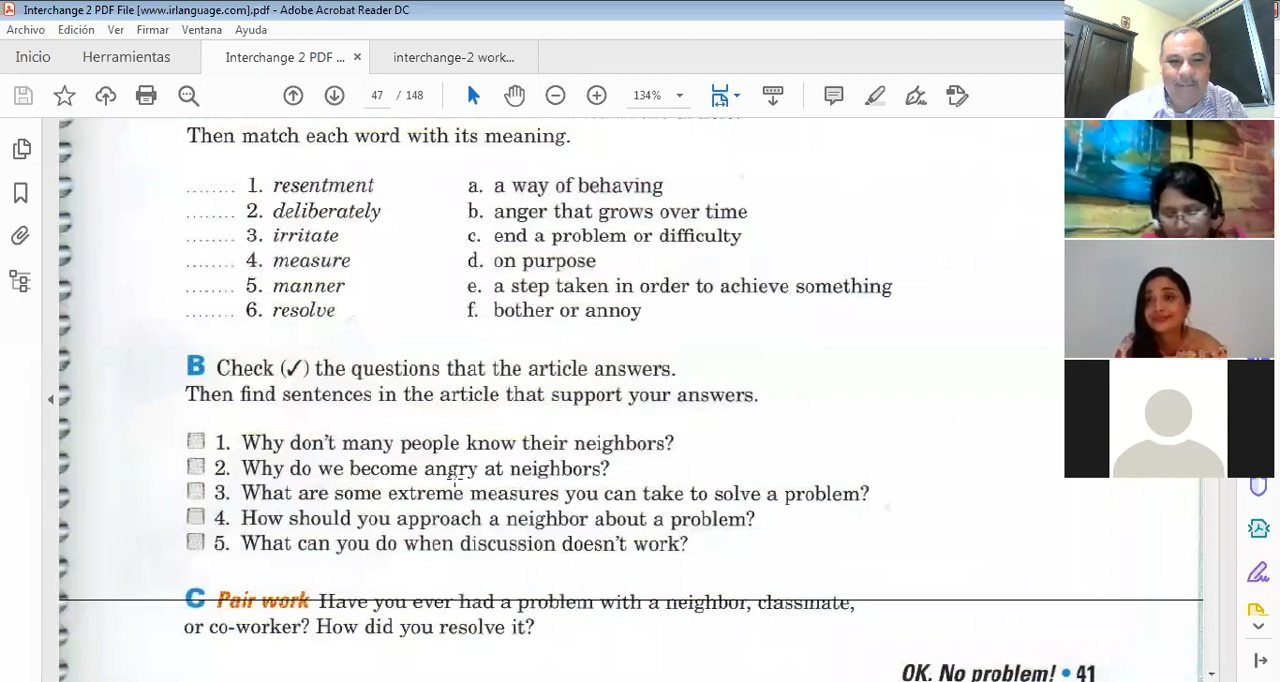 Interchange 2 PDF File [www.irlanguage.com].pdf - Adobe Acrobat Reader DC
Archivo Edición Ver Firmar Ventana Ayuda
Inicio Herramientas Interchange 2 PDF ... × interchange-2 work...
47 / 148 134%
Then match each word with its meaning.
........ 1. resentment a. a way of behaving
........ 2. deliberately b. anger that grows over time
........ 3. irritate c. end a problem or difficulty
........ 4. measure d. on purpose
........ 5. manner e. a step taken in order to achieve something
........ 6. resolve f. bother or annoy
B Check (✓) the questions that the article answers.
Then find sentences in the article that support your answers.
1. Why don't many people know their neighbors?
2. Why do we become angry at neighbors?
3. What are some extreme measures you can take to solve a problem?
4. How should you approach a neighbor about a problem?
5. What can you do when discussion doesn't work?
C Pair work Have you ever had a problem with a neighbor, classmate,
or co-worker? How did you resolve it?
OK. No problem! • 41